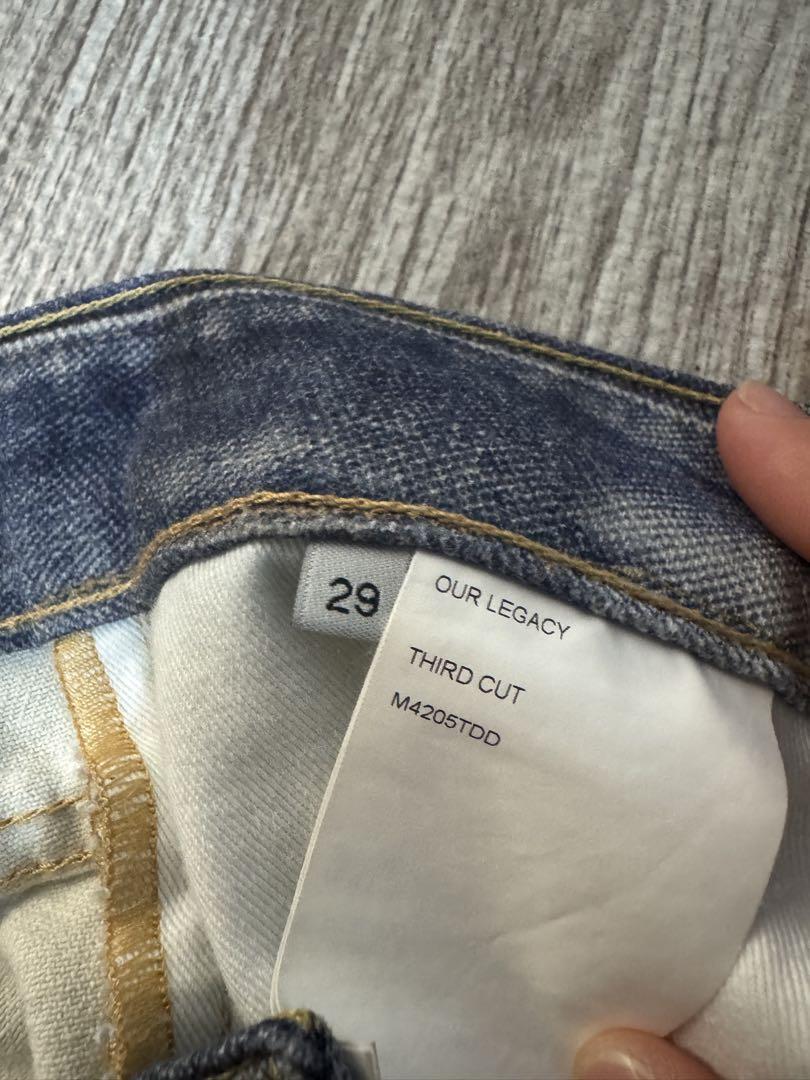 29
OUR LEGACY
THIRD CUT
M4205TDD